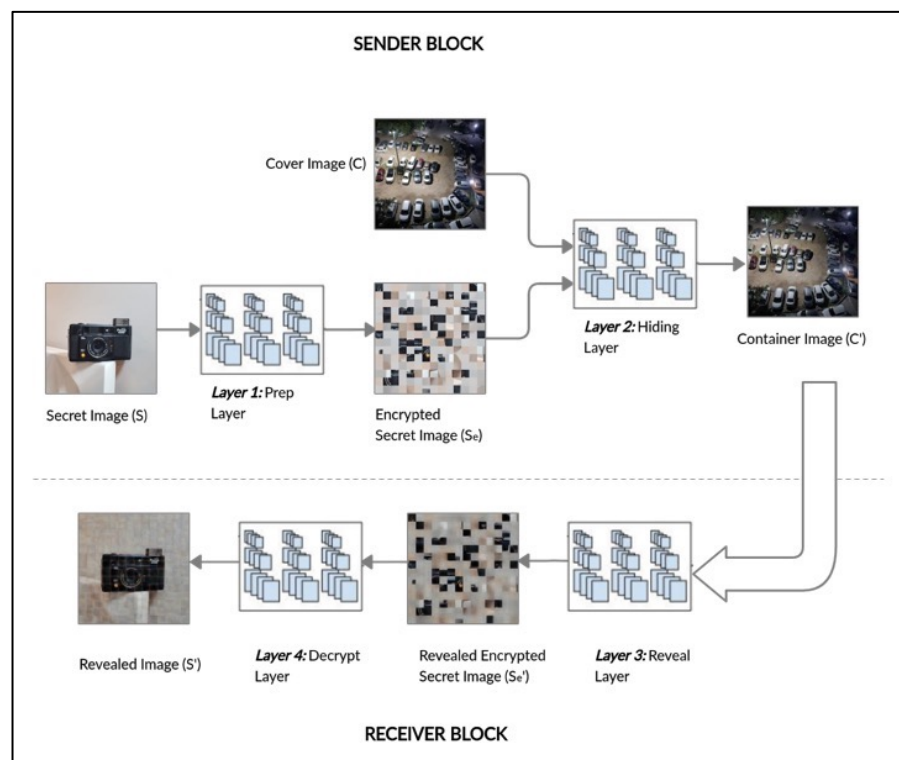 SENDER BLOCK
Cover Image (C)
Layer 2: Hiding
Layer
Container Image (C')
Layer 1: Prep
Layer
Secret Image (S)
Encrypted
Secret Image (Se)
Revealed Image (S')
Layer 4: Decrypt
Layer
Revealed Encrypted
Secret Image (Se')
Layer 3: Reveal
Layer
RECEIVER BLOCK